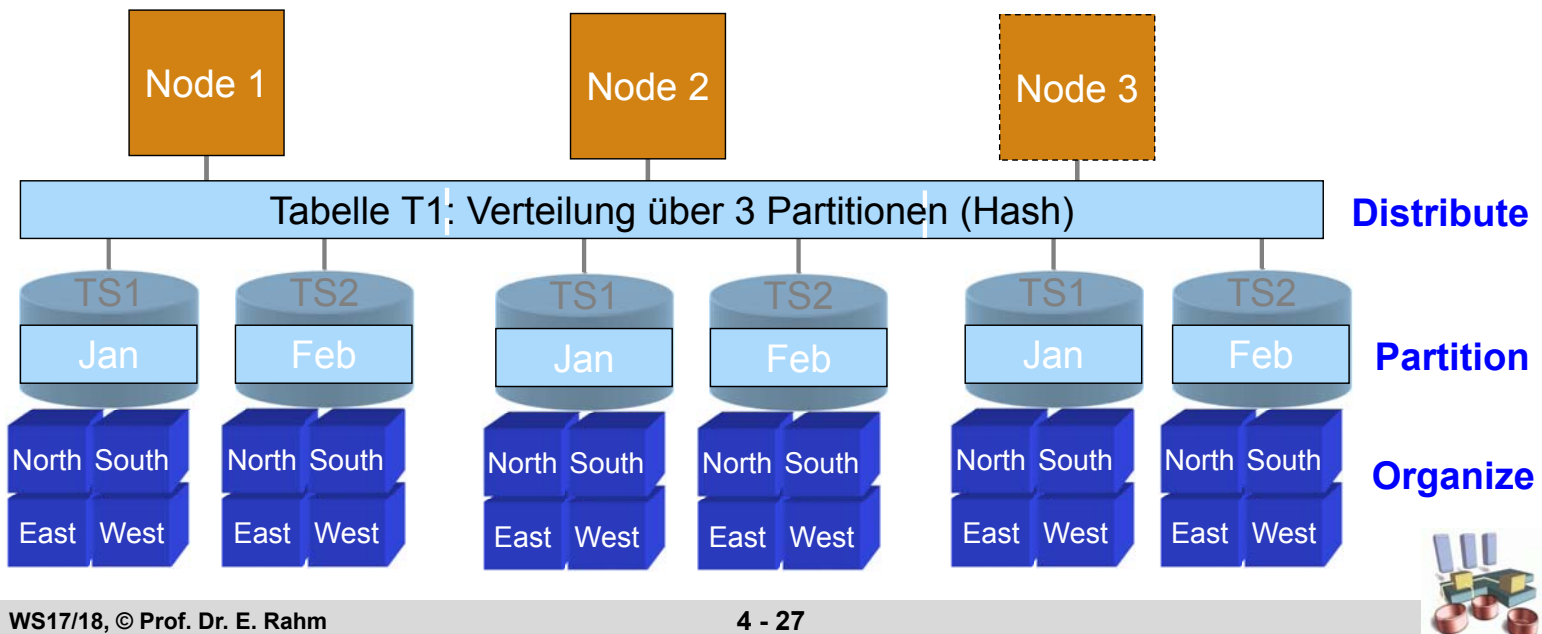 Node 1 Node 2 Node 3
Tabelle T1: Verteilung über 3 Partitionen (Hash) Distribute
TS1 TS2 TS1 TS2 TS1 TS2
Jan Feb Jan Feb Jan Feb Partition
North South North South North South North South North South North South
Organize
East West East West East West East West East West East West
WS17/18, © Prof. Dr. E. Rahm 4 - 27